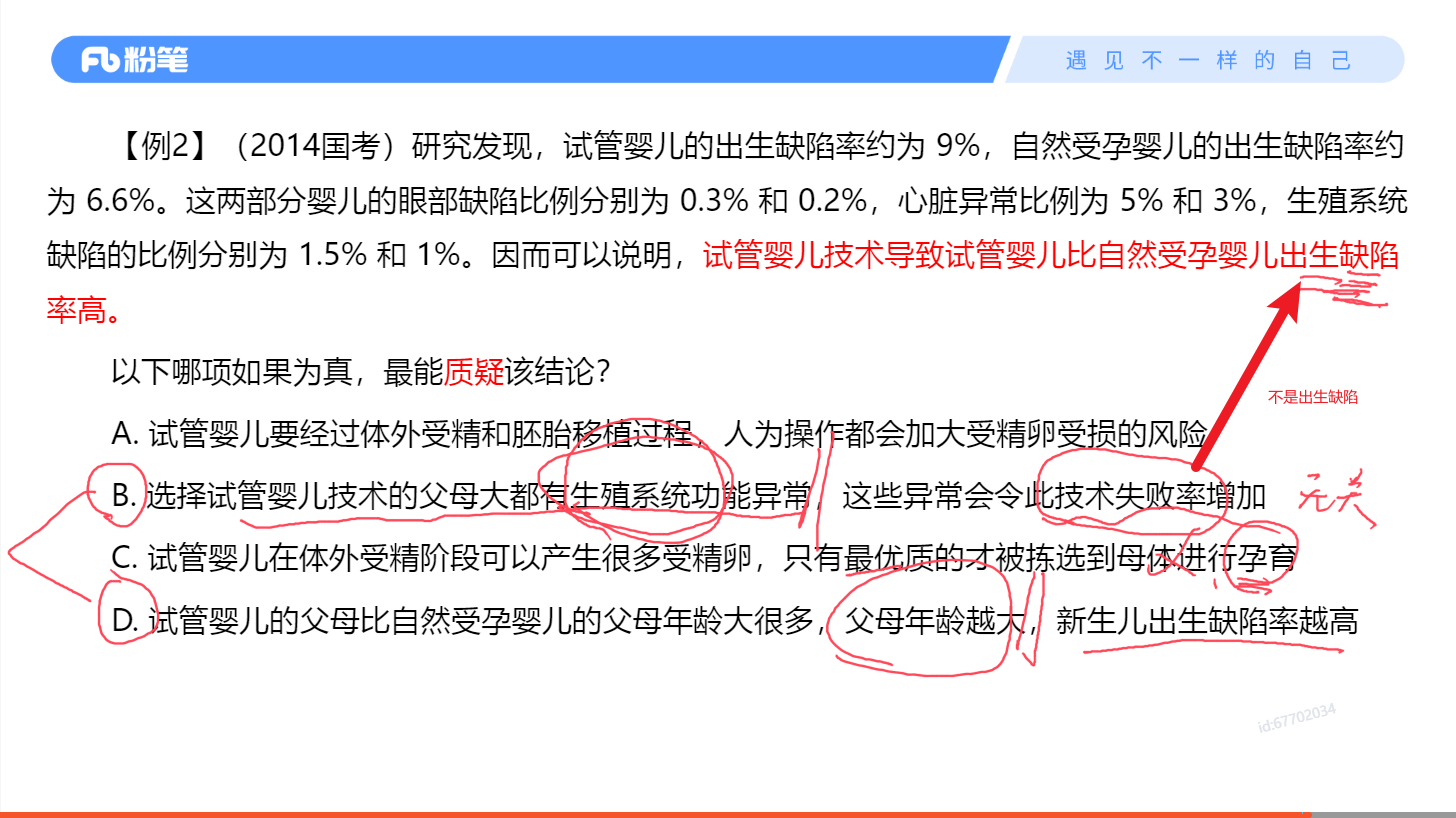 粉笔
遇见不一样的自己
【例2】（2014国考）研究发现，试管婴儿的出生缺陷率约为 9%，自然受孕婴儿的出生缺陷率约
为 6.6%。这两部分婴儿的眼部缺陷比例分别为 0.3% 和 0.2%，心脏异常比例为 5% 和 3%，生殖系统
缺陷的比例分别为 1.5% 和 1%。因而可以说明，试管婴儿技术导致试管婴儿比自然受孕婴儿出生缺陷
率高。
以下哪项如果为真，最能质疑该结论？
不是出生缺陷
A. 试管婴儿要经过体外受精和胚胎移植过程，人为操作都会加大受精卵受损的风险
B. 选择试管婴儿技术的父母大都有生殖系统功能异常，这些异常会令此技术失败率增加
无关
C. 试管婴儿在体外受精阶段可以产生很多受精卵，只有最优质的才被拣选到母体进行孕育
D. 试管婴儿的父母比自然受孕婴儿的父母年龄大很多，父母年龄越大，新生儿出生缺陷率越高
id:67702034